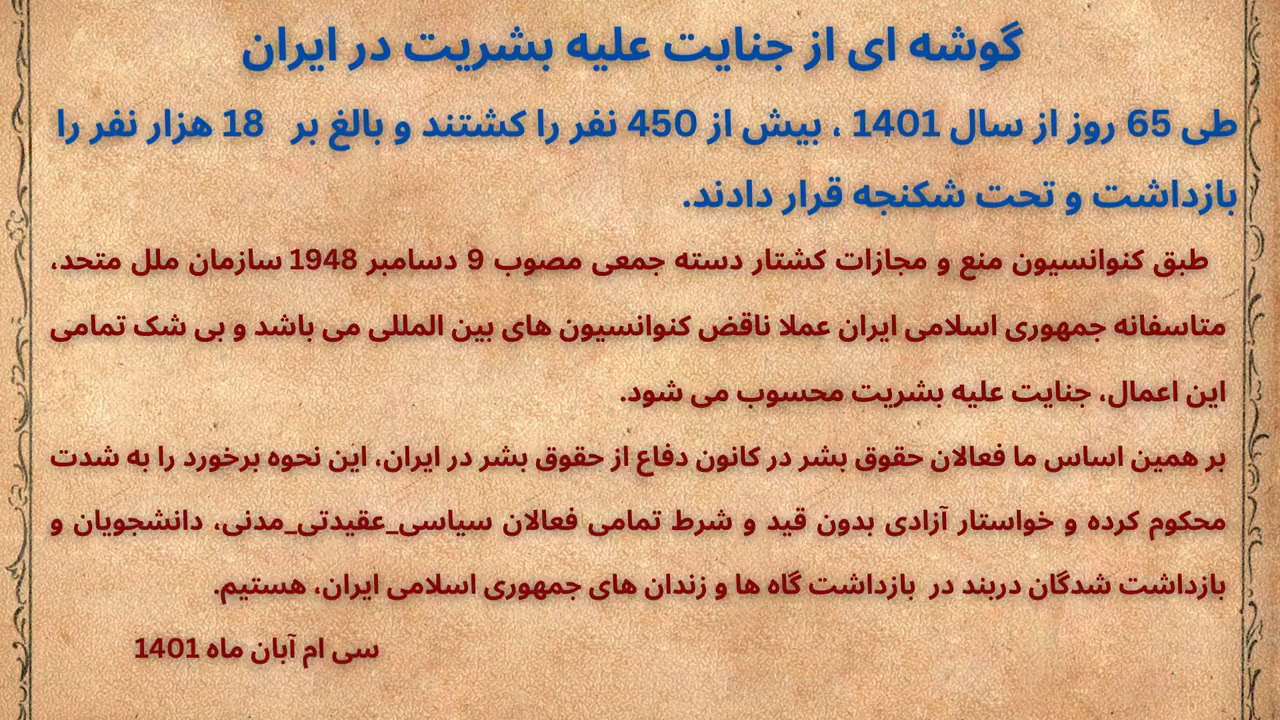 گوشه ای از جنایت علیه بشریت در ایران
طی 65 روز از سال 1401 ، بیش از 450 نفر را کشتند و بالغ بر 18 هزار نفر را
بازداشت و تحت شکنجه قرار دادند.
طبق کنوانسیون منع و مجازات کشتار دسته جمعی مصوب 9 دسامبر 1948 سازمان ملل متحد،
متاسفانه جمهوری اسلامی ایران عملا ناقض کنوانسیون های بین المللی می باشد و بی شک تمامی
این اعمال، جنایت علیه بشریت محسوب می شود.
بر همین اساس ما فعالان حقوق بشر در کانون دفاع از حقوق بشر در ایران، این نحوه برخورد را به شدت
محکوم کرده و خواستار آزادی بدون قید و شرط تمامی فعالان سیاسی_عقیدتی_مدنی، دانشجویان و
بازداشت شدگان دربند در بازداشت گاه ها و زندان های جمهوری اسلامی ایران، هستیم.
سی ام آبان ماه 1401